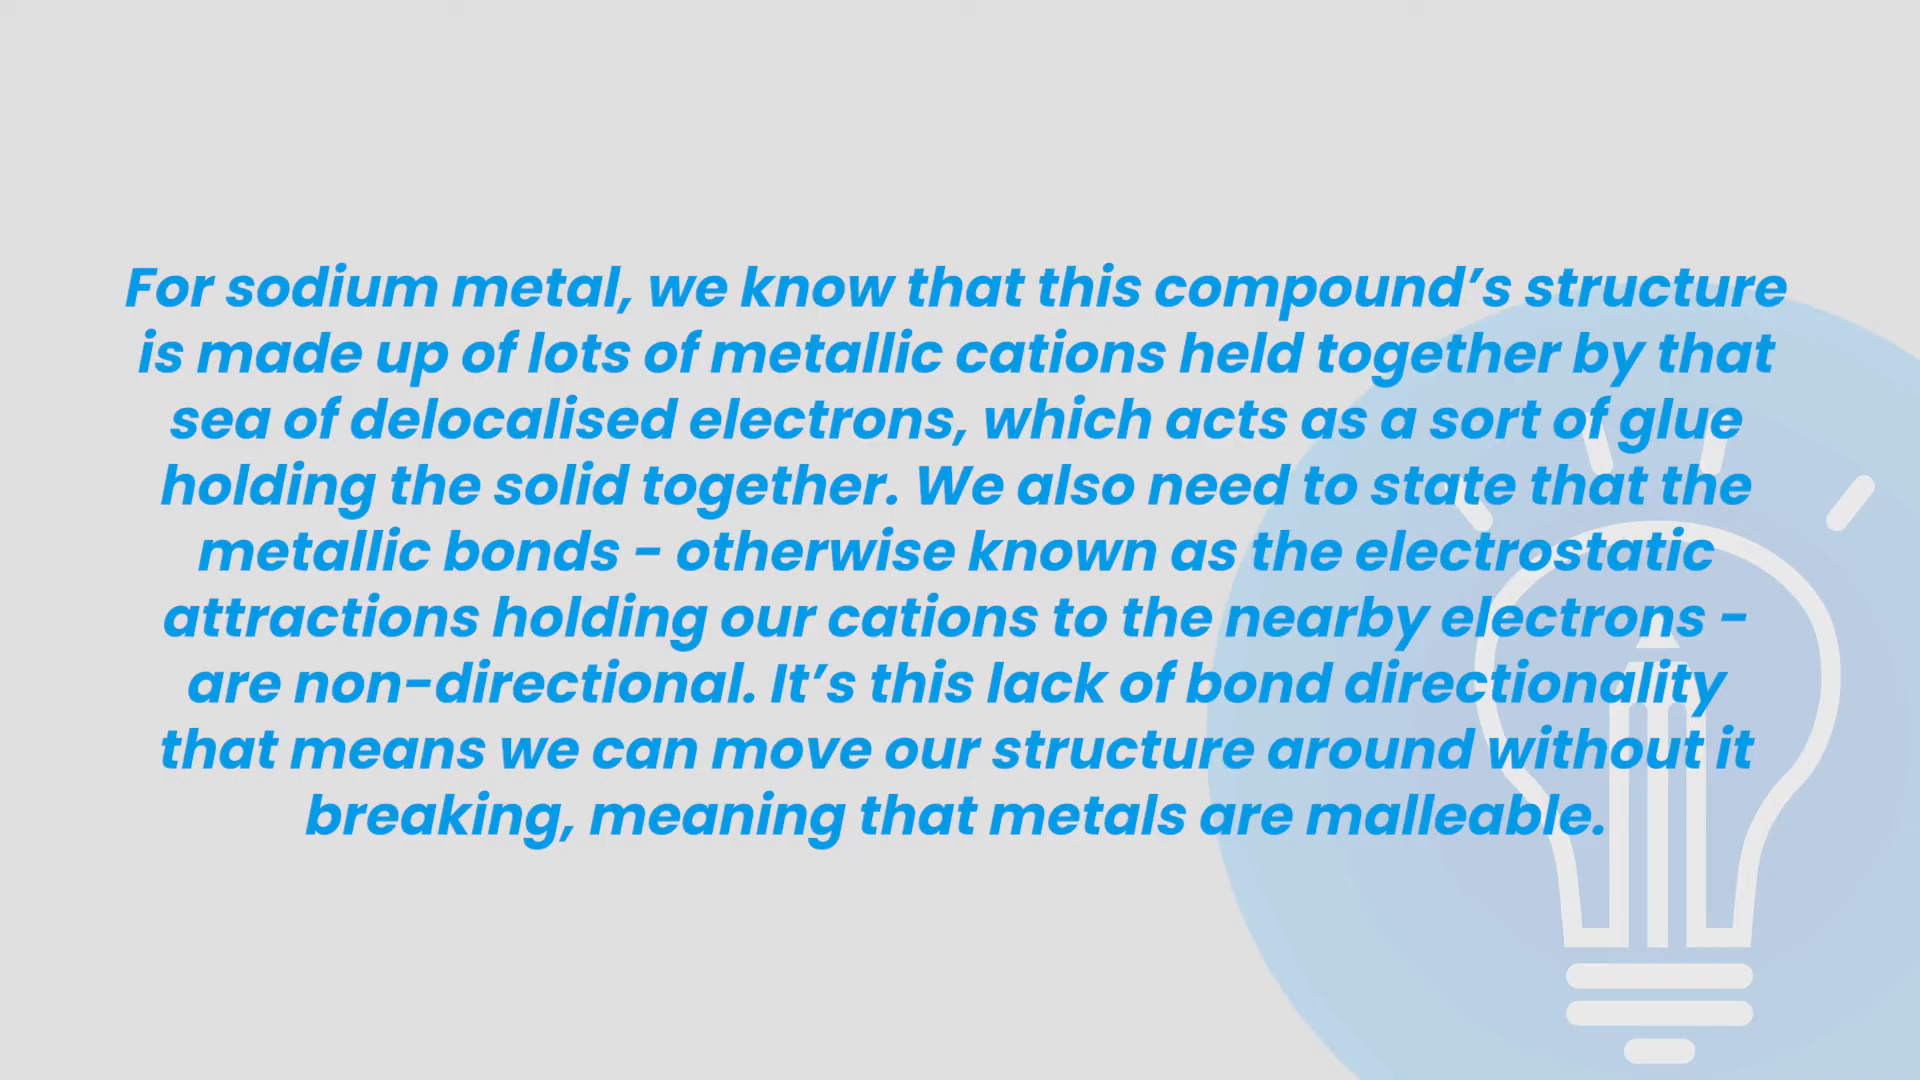 For sodium metal, we know that this compound’s structure
is made up of lots of metallic cations held together by that
sea of delocalised electrons, which acts as a sort of glue
holding the solid together. We also need to state that the
metallic bonds - otherwise known as the electrostatic
attractions holding our cations to the nearby electrons -
are non-directional. It’s this lack of bond directionality
that means we can move our structure around without it
breaking, meaning that metals are malleable.